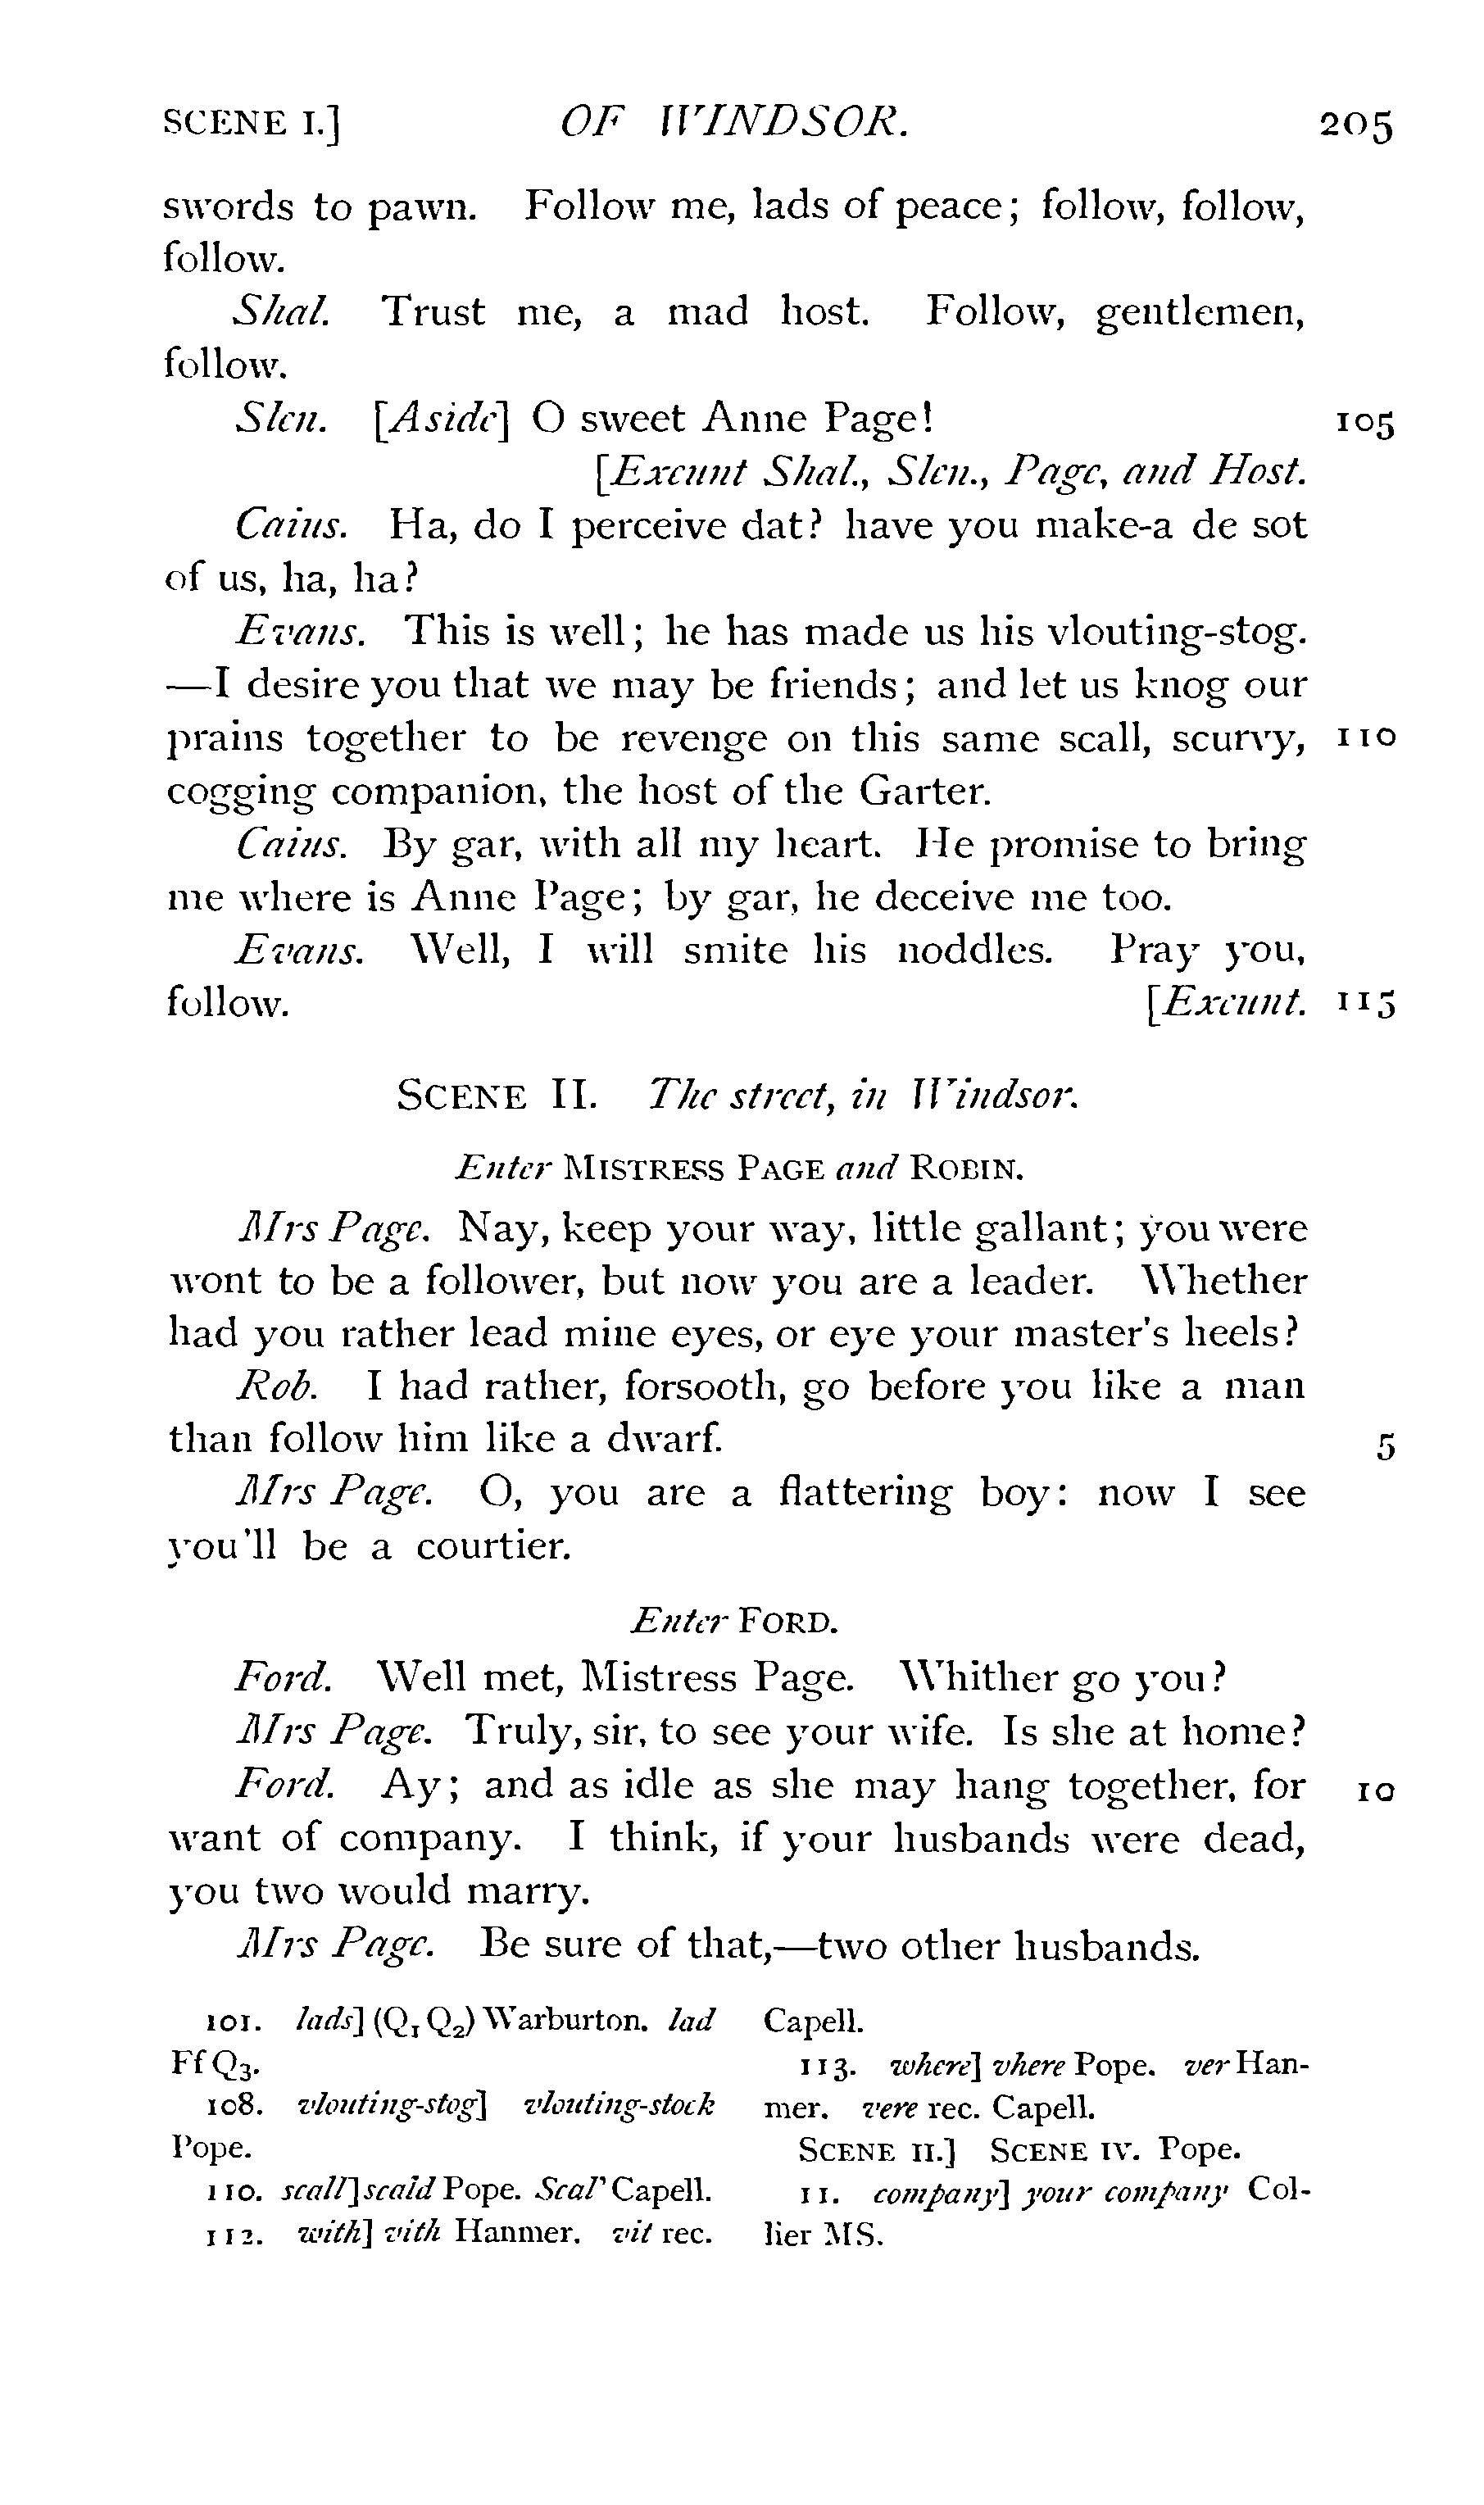 SCENE I.] OF WINDSOR. 205
swords to pawn. Follow me, lads of peace; follow, follow,
follow.
Shal. Trust me, a mad host. Follow, gentlemen,
follow.
Slen. [Aside] O sweet Anne Page! 105
[Exeunt Shal., Slen., Page, and Host.
Caius. Ha, do I perceive dat? have you make-a de sot
of us, ha, ha?
Evans. This is well; he has made us his vlouting-stog.
—I desire you that we may be friends; and let us knog our
prains together to be revenge on this same scall, scurvy, 110
cogging companion, the host of the Garter.
Caius. By gar, with all my heart. He promise to bring
me where is Anne Page; by gar, he deceive me too.
Evans. Well, I will smite his noddles. Pray you,
follow. [Exeunt. 115
SCENE II. The street, in Windsor.
Enter MISTRESS PAGE and ROBIN.
Mrs Page. Nay, keep your way, little gallant; you were
wont to be a follower, but now you are a leader. Whether
had you rather lead mine eyes, or eye your master's heels?
Rob. I had rather, forsooth, go before you like a man
than follow him like a dwarf. 5
Mrs Page. O, you are a flattering boy: now I see
you'll be a courtier.
Enter FORD.
Ford. Well met, Mistress Page. Whither go you?
Mrs Page. Truly, sir, to see your wife. Is she at home?
Ford. Ay; and as idle as she may hang together, for 10
want of company. I think, if your husbands were dead,
you two would marry.
Mrs Page. Be sure of that,—two other husbands.
101. lads] (Q1 Q2) Warburton. lad
Ff Q3.
108. vlouting-stog] vlouting-stock
Pope.
110. scall] scald Pope. Scal' Capell.
112. with] vith Hanmer. vit rec.
Capell.
113. where] vhere Pope. ver Han-
mer. vere rec. Capell.
SCENE II.] SCENE IV. Pope.
11. company] your company Col-
lier MS.